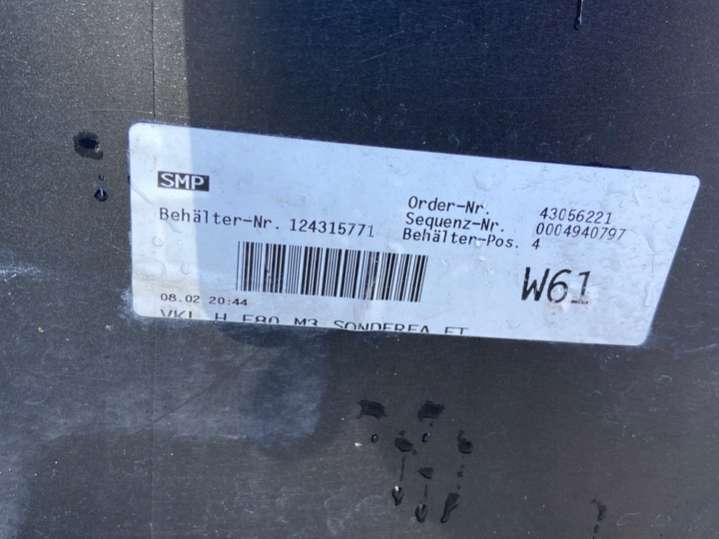 SMP
Order-Nr. 43056221
Behälter-Nr. 124315771 Sequenz-Nr. 0004940797
Behälter-Pos. 4
W61
08.02 20:44
VKL H F80 M3 SONDERFA FT